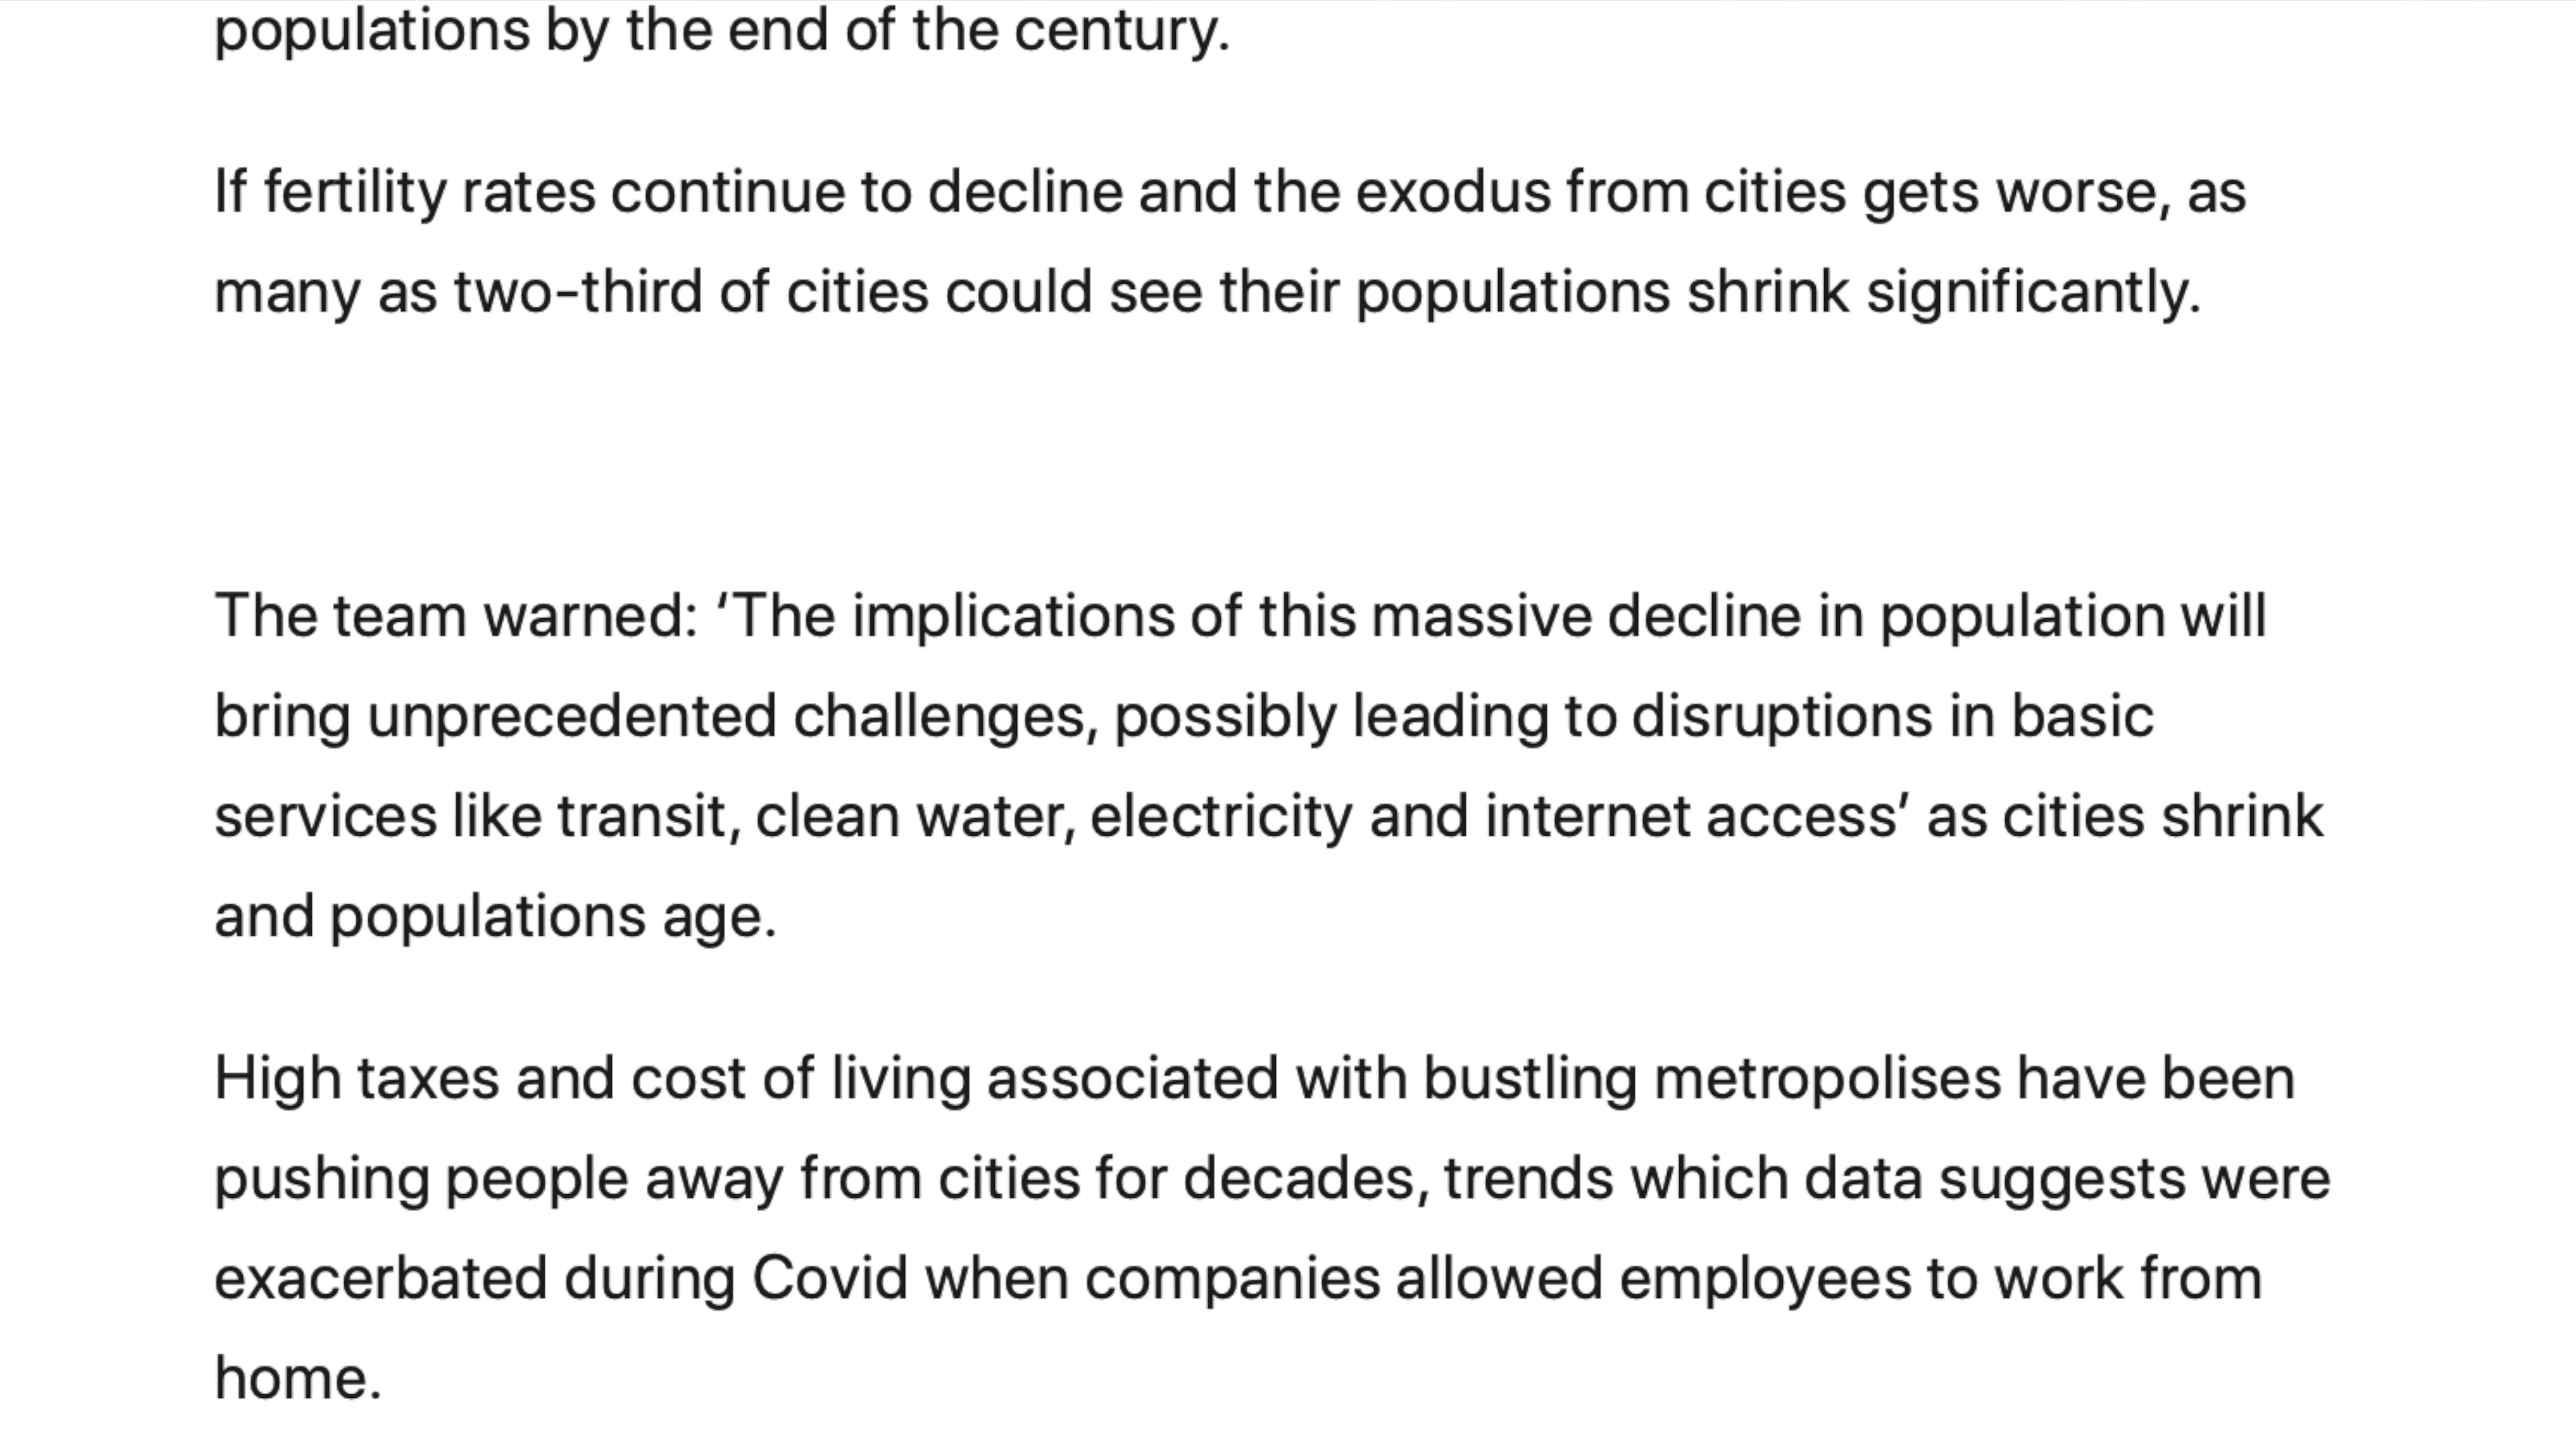 populations by the end of the century.
If fertility rates continue to decline and the exodus from cities gets worse, as
many as two-third of cities could see their populations shrink significantly.
The team warned: ‘The implications of this massive decline in population will
bring unprecedented challenges, possibly leading to disruptions in basic
services like transit, clean water, electricity and internet access’ as cities shrink
and populations age.
High taxes and cost of living associated with bustling metropolises have been
pushing people away from cities for decades, trends which data suggests were
exacerbated during Covid when companies allowed employees to work from
home.